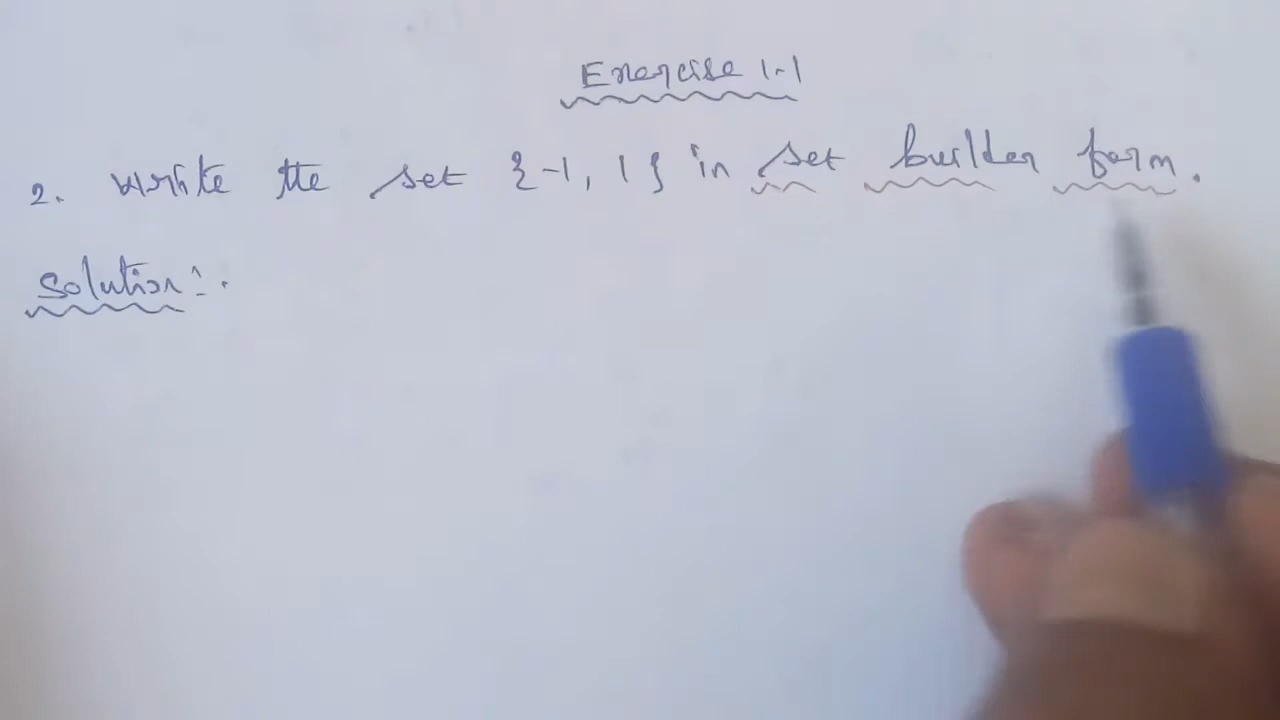 Exercise 1.1
2. Write the set {-1, 1} in set builder form.
Solution:.